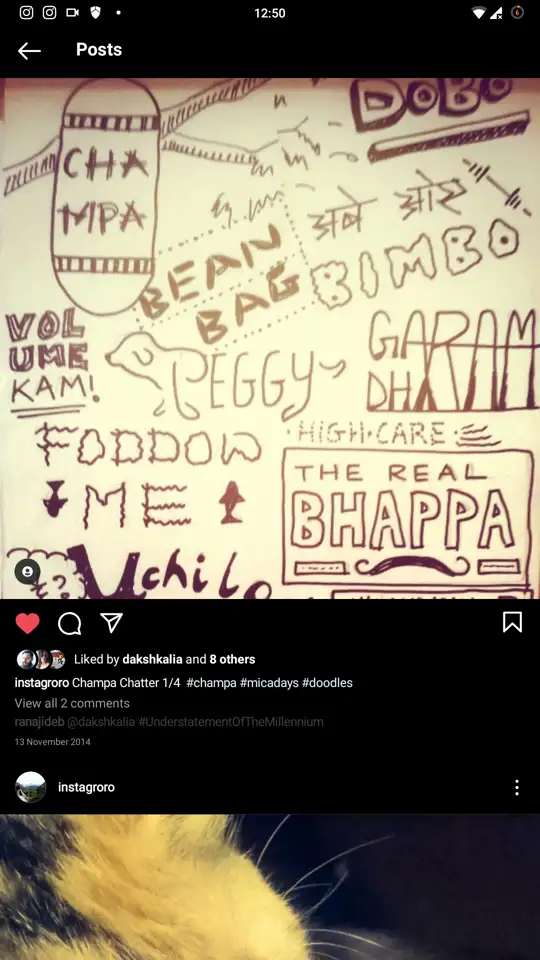 12:50
Posts
DOBO
CHA
MPA
अबे ओए
BEAN
BAG
BIMBO
VOL
UME
KAM!
PEGGY
GARAM
DHARAM
FODDOW
ME
HIGH·CARE
THE REAL
BHAPPA
Uchilo
Liked by dakshkalia and 8 others
instagroro Champa Chatter 1/4 #champa #micadays #doodles
View all 2 comments
ranajideb @dakshkalia #UnderstatementOfTheMillennium
13 November 2014
instagroro